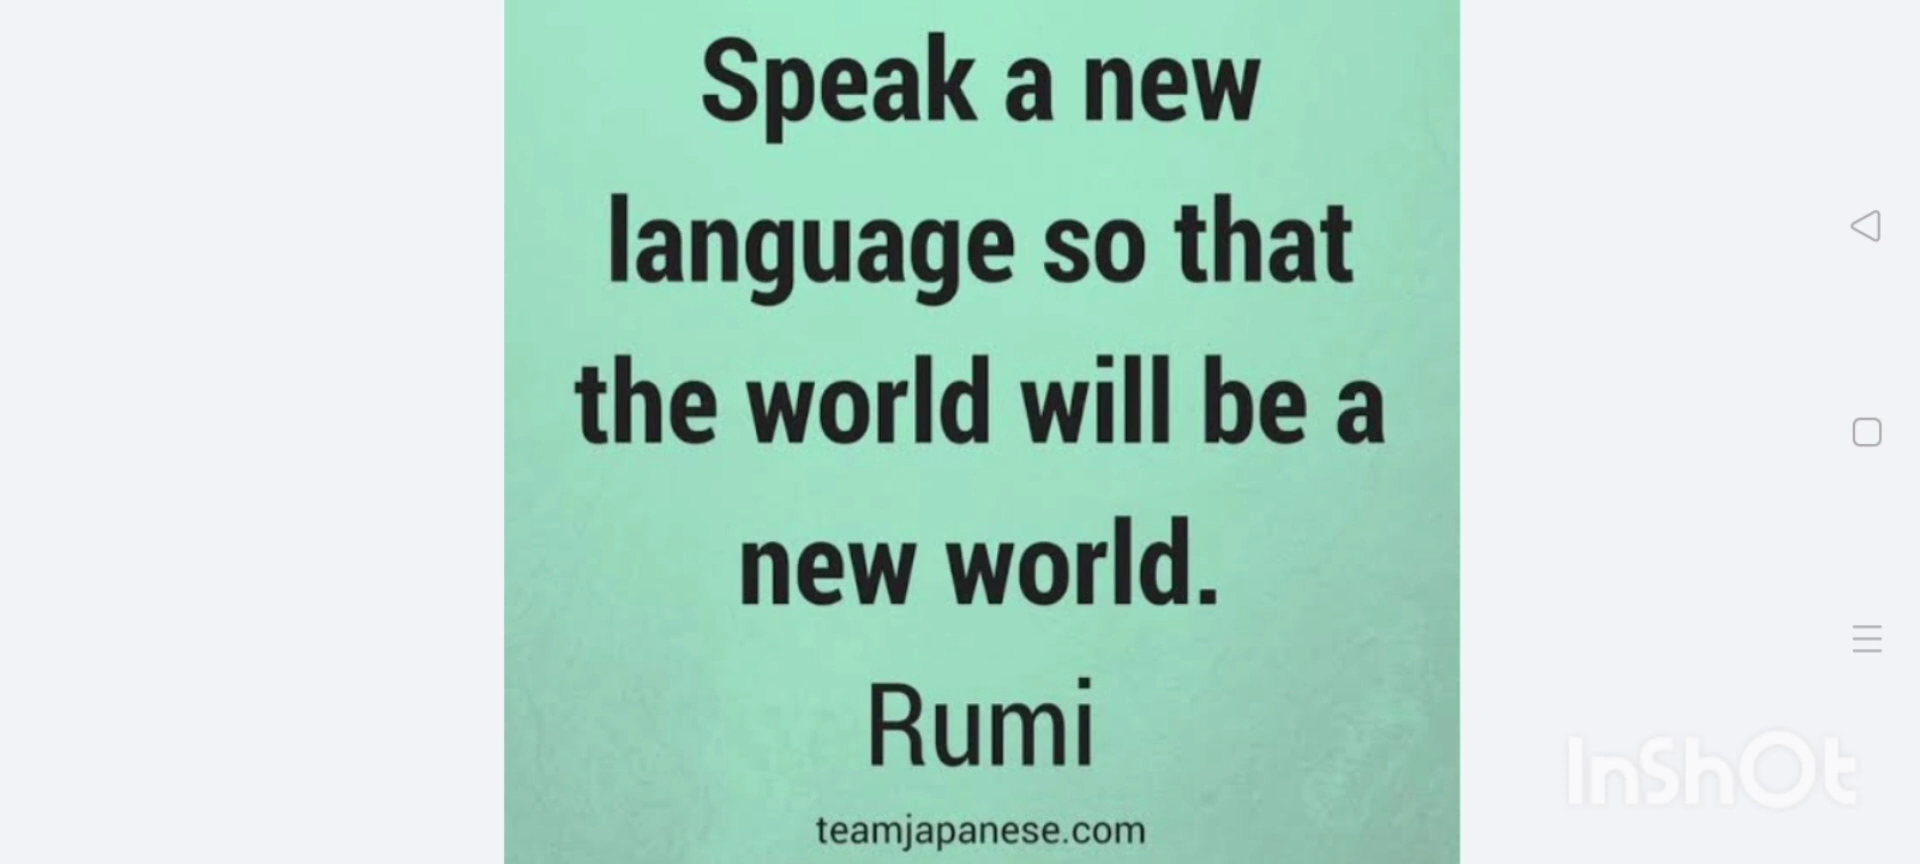 Speak a new
language so that
the world will be a
new world.
Rumi
teamjapanese.com
InShOt